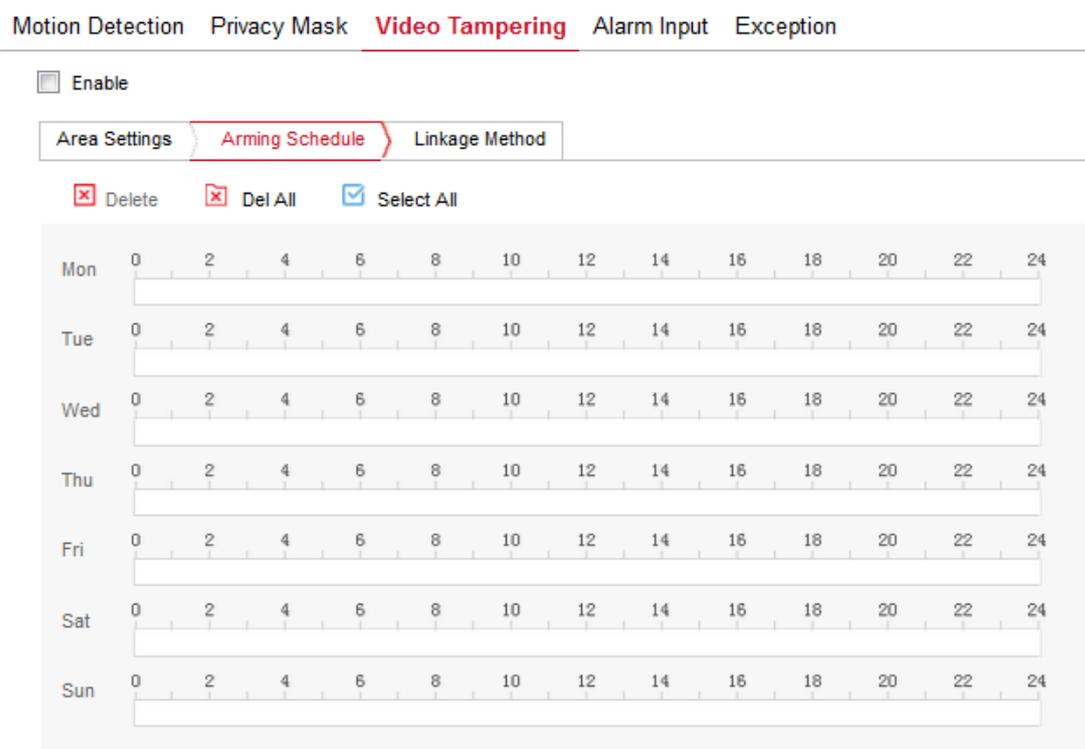 Motion Detection Privacy Mask Video Tampering Alarm Input Exception
Enable
Area Settings Arming Schedule Linkage Method
Delete Del All Select All
0 2 4 6 8 10 12 14 16 18 20 22 24
Mon
0 2 4 6 8 10 12 14 16 18 20 22 24
Tue
0 2 4 6 8 10 12 14 16 18 20 22 24
Wed
0 2 4 6 8 10 12 14 16 18 20 22 24
Thu
0 2 4 6 8 10 12 14 16 18 20 22 24
Fri
0 2 4 6 8 10 12 14 16 18 20 22 24
Sat
0 2 4 6 8 10 12 14 16 18 20 22 24
Sun